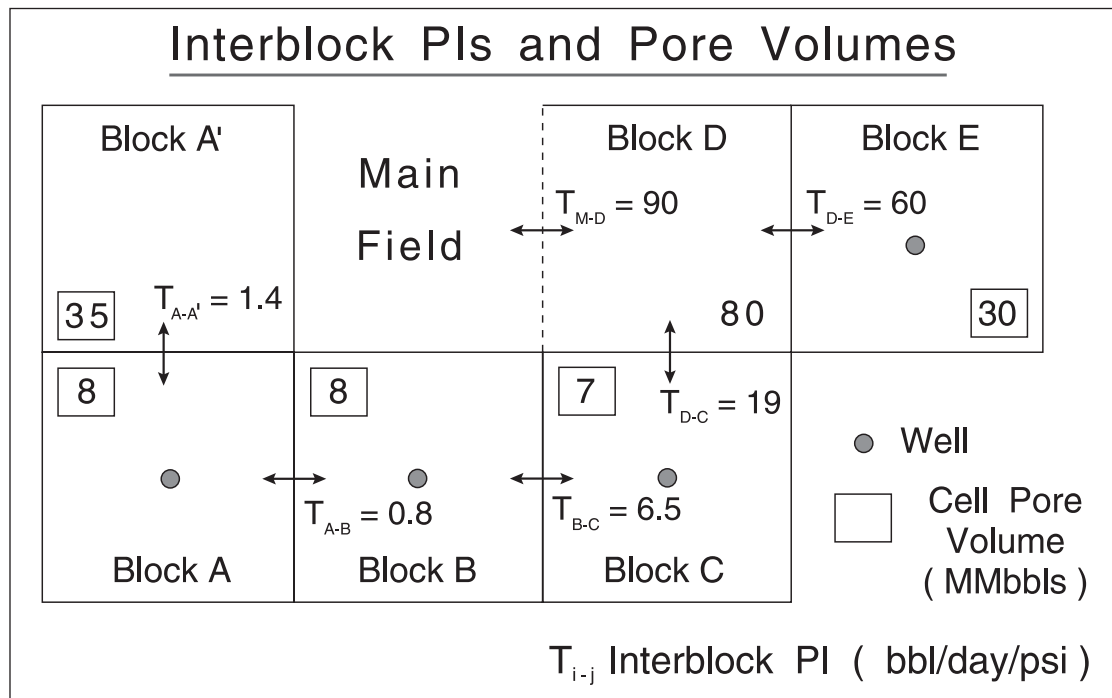 Interblock PIs and Pore Volumes
Block A'
Main
Field
Block D
Block E
T_M-D = 90
T_D-E = 60
35
T_A-A' = 1.4
80
30
8
8
7
T_D-C = 19
T_A-B = 0.8
T_B-C = 6.5
Block A
Block B
Block C
Well
Cell Pore
Volume
( MMbbls )
T_i-j Interblock PI ( bbl/day/psi )